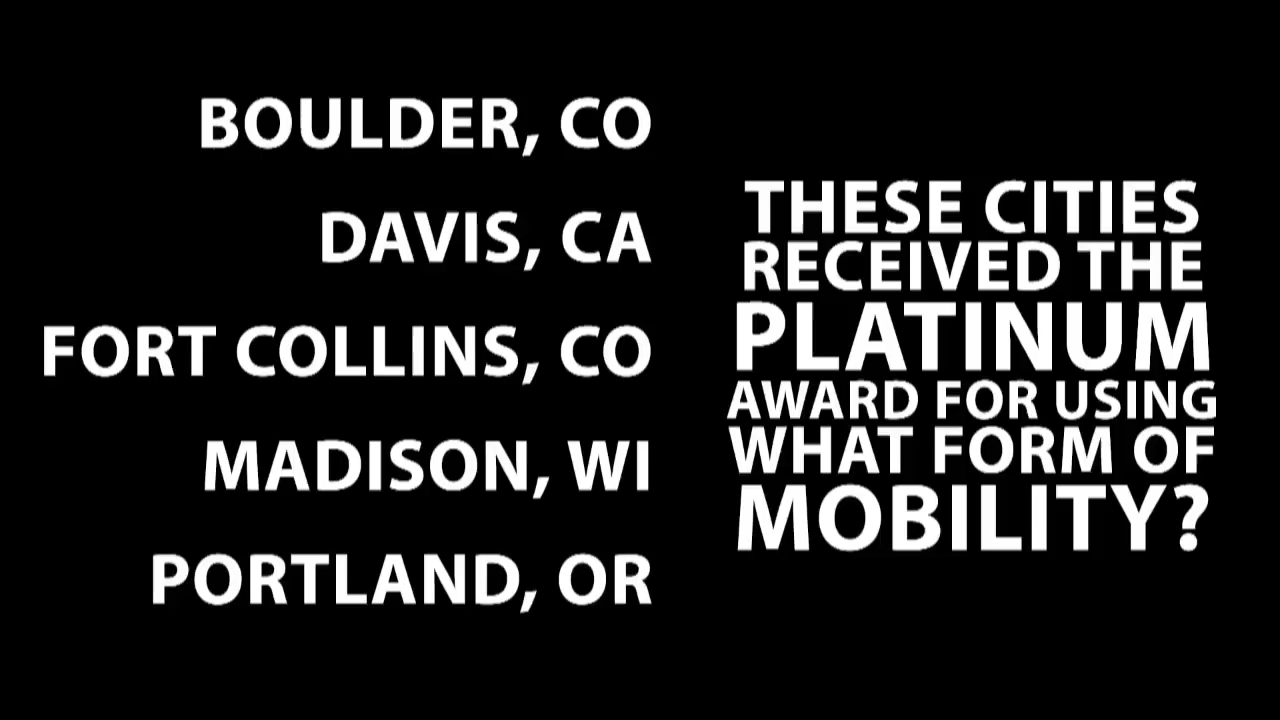 BOULDER, CO
DAVIS, CA
FORT COLLINS, CO
MADISON, WI
PORTLAND, OR
THESE CITIES
RECEIVED THE
PLATINUM
AWARD FOR USING
WHAT FORM OF
MOBILITY?